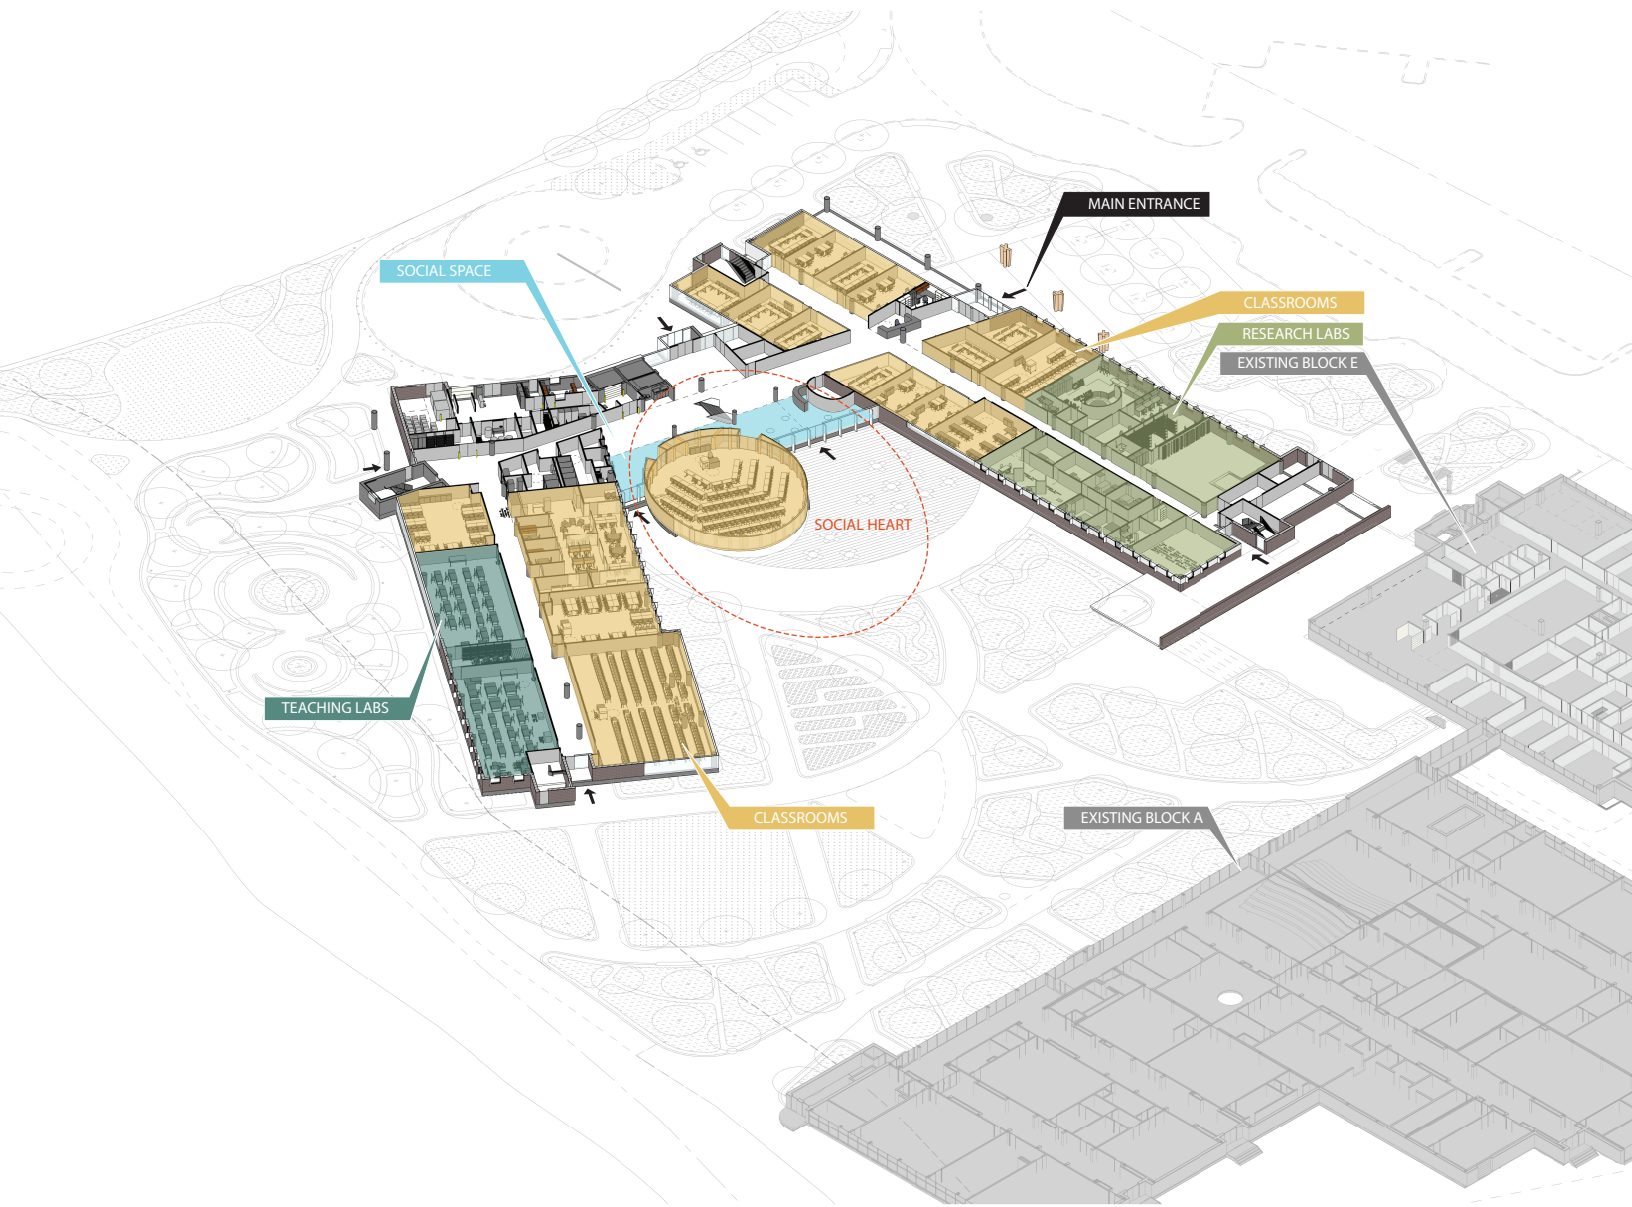 MAIN ENTRANCE
SOCIAL SPACE
CLASSROOMS
RESEARCH LABS
EXISTING BLOCK E
SOCIAL HEART
TEACHING LABS
CLASSROOMS
EXISTING BLOCK A